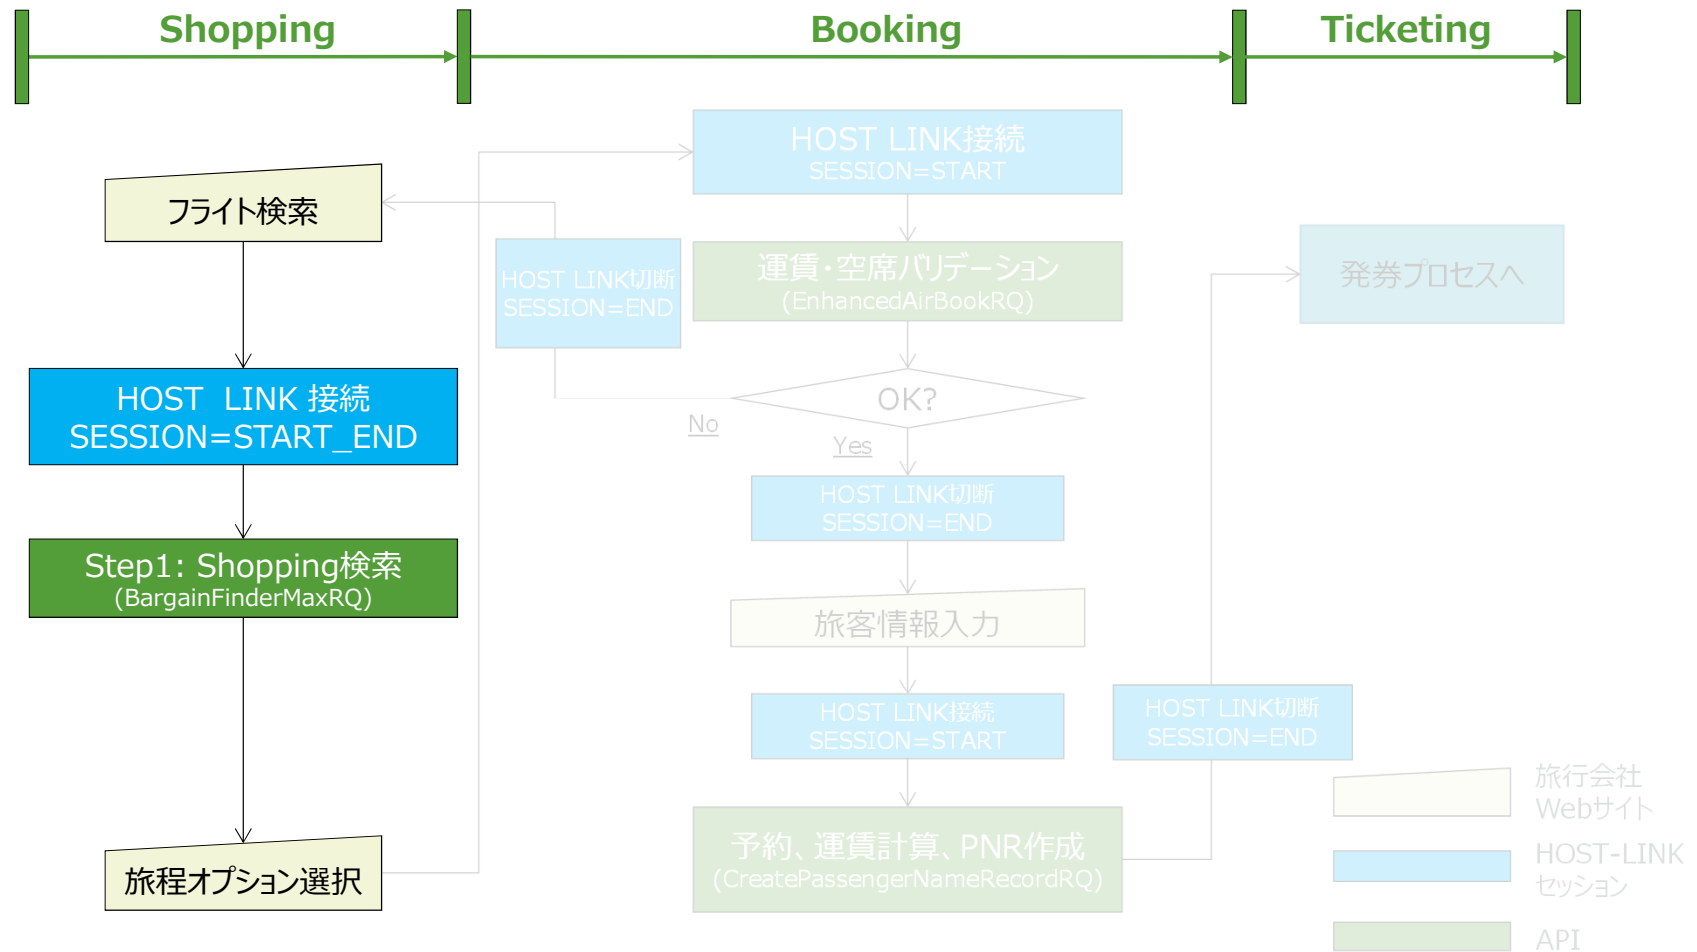 Shopping
Booking
Ticketing
フライト検索
HOST LINK 接続
SESSION=START_END
Step1: Shopping検索
(BargainFinderMaxRQ)
旅程オプション選択
HOST LINK切断
SESSION=END
HOST LINK接続
SESSION=START
運賃・空席バリデーション
(EnhancedAirBookRQ)
OK?
No
Yes
HOST LINK切断
SESSION=END
旅客情報入力
HOST LINK接続
SESSION=START
予約、運賃計算、PNR作成
(CreatePassengerNameRecordRQ)
HOST LINK切断
SESSION=END
発券プロセスへ
旅行会社
Webサイト
HOST-LINK
セッション
API